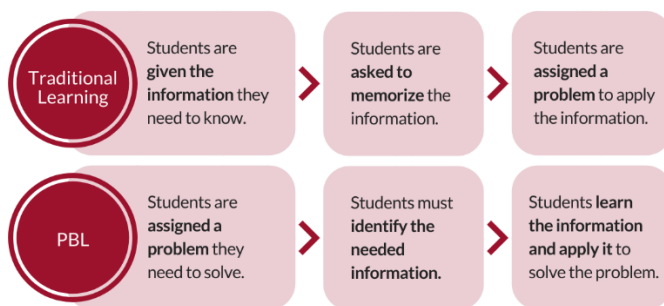 Traditional
Learning
Students are
given the
information they
need to know.
Students are
asked to
memorize the
information.
Students are
assigned a
problem to apply
the information.
PBL
Students are
assigned a
problem they
need to solve.
Students must
identify the
needed
information.
Students learn
the information
and apply it to
solve the problem.